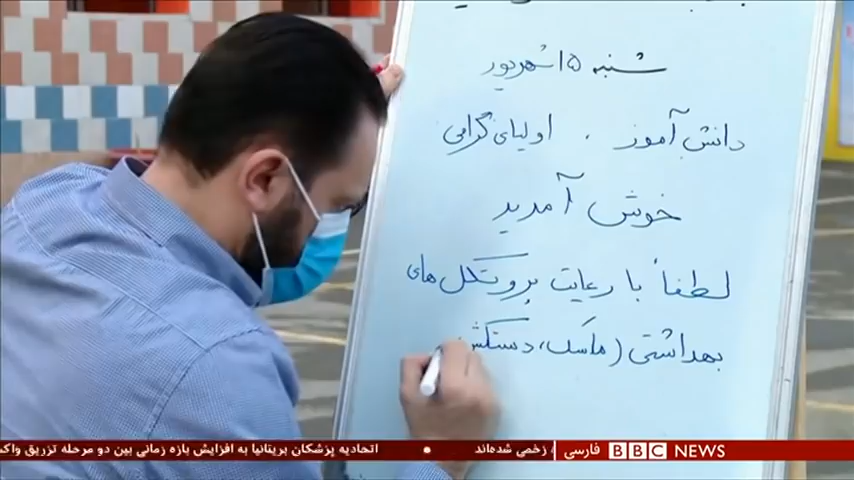 شنبه ۱۵ شهریور
دانش آموز . اولیای گرامی
خوش آمدید
لطفاً با رعایت پروتکل های
بهداشتی (ماسک، دستکش
اتحادیه پزشکان بریتانیا به افزایش بازه زمانی بین دو مرحله تزریق واکس
زخمی شده‌اند
BBC NEWS فارسی